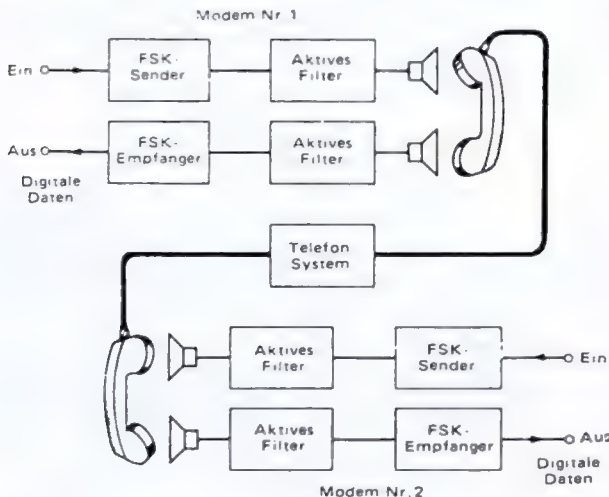 Modem Nr. 1
Ein
FSK-
Sender
Aktives
Filter
Aus
FSK-
Empfanger
Aktives
Filter
Digitale
Daten
Telefon
System
Aktives
Filter
FSK-
Sender
Ein
Aktives
Filter
FSK-
Empfanger
Aus
Digitale
Daten
Modem Nr. 2